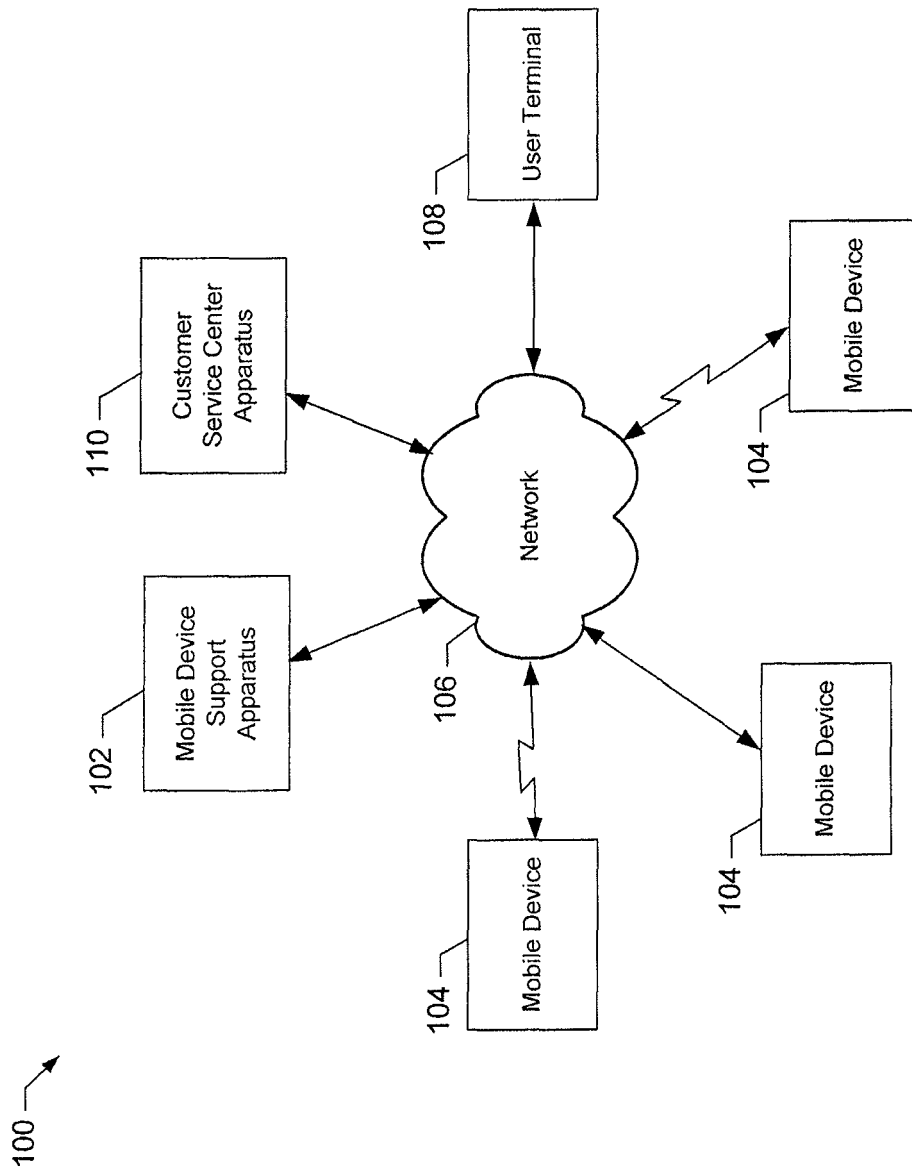 100
102
Mobile Device
Support
Apparatus
110
Customer
Service Center
Apparatus
104
Mobile Device
106
Network
108
User Terminal
104
Mobile Device
104
Mobile Device